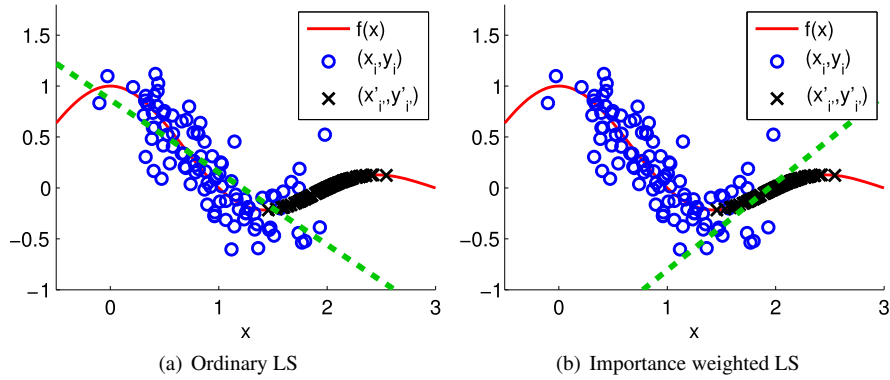 1.5
1
0.5
0
−0.5
−1
0
1
2
3
x
f(x)
(x_i,y_i)
(x'_i',y'_i')
(a) Ordinary LS
1.5
1
0.5
0
−0.5
−1
0
1
2
3
x
f(x)
(x_i,y_i)
(x'_i',y'_i')
(b) Importance weighted LS